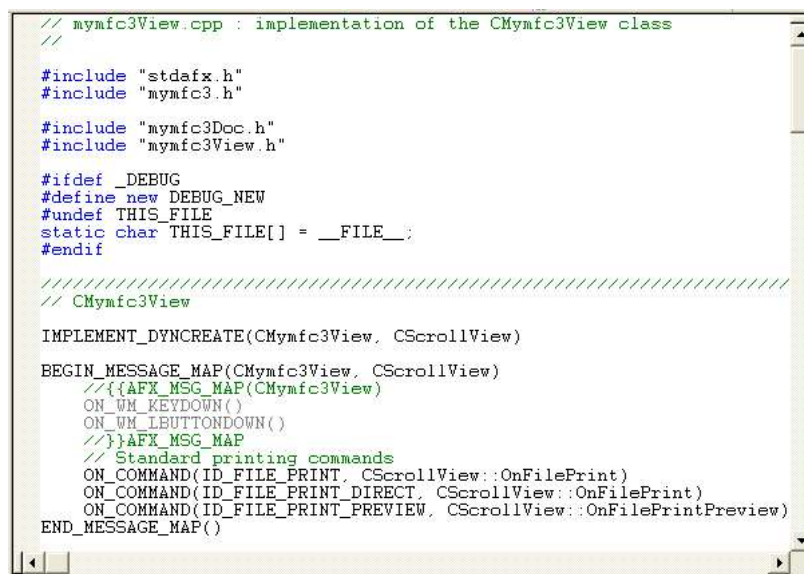 // mymfc3View.cpp : implementation of the CMymfc3View class
//
#include "stdafx.h"
#include "mymfc3.h"
#include "mymfc3Doc.h"
#include "mymfc3View.h"
#ifdef _DEBUG
#define new DEBUG_NEW
#undef THIS_FILE
static char THIS_FILE[] = __FILE__;
#endif
/////////////////////////////////////////////////////////////////////////////
// CMymfc3View
IMPLEMENT_DYNCREATE(CMymfc3View, CScrollView)
BEGIN_MESSAGE_MAP(CMymfc3View, CScrollView)
//{{AFX_MSG_MAP(CMymfc3View)
ON_WM_KEYDOWN()
ON_WM_LBUTTONDOWN()
//}}AFX_MSG_MAP
// Standard printing commands
ON_COMMAND(ID_FILE_PRINT, CScrollView::OnFilePrint)
ON_COMMAND(ID_FILE_PRINT_DIRECT, CScrollView::OnFilePrint)
ON_COMMAND(ID_FILE_PRINT_PREVIEW, CScrollView::OnFilePrintPreview)
END_MESSAGE_MAP()